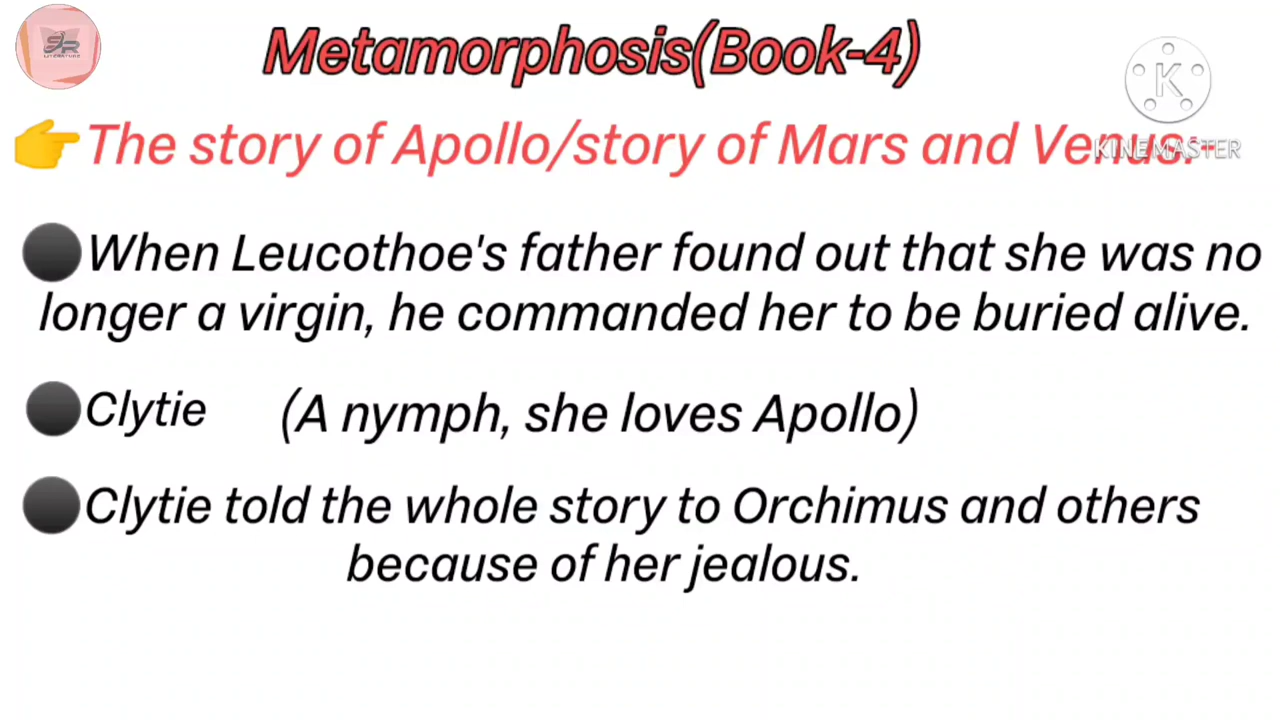 SR
LITERATURE
Metamorphosis(Book-4)
K
KINEMASTER
👉The story of Apollo/story of Mars and Venus:-
⚫When Leucothoe's father found out that she was no
longer a virgin, he commanded her to be buried alive.
⚫Clytie (A nymph, she loves Apollo)
⚫Clytie told the whole story to Orchimus and others
because of her jealous.